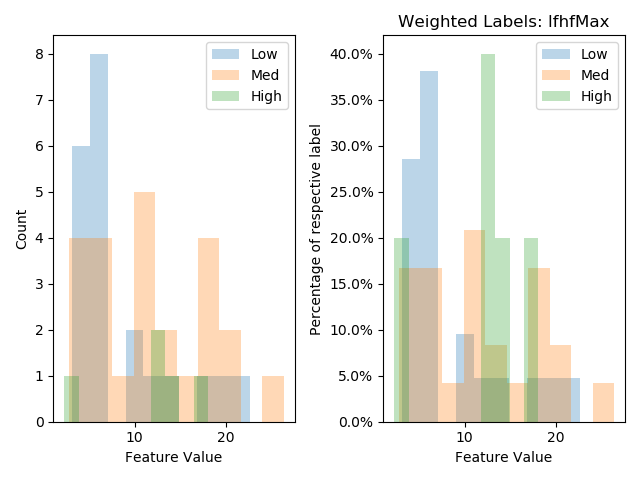 Weighted Labels: lfhfMax
8
7
6
5
4
3
2
1
0
Count
10
20
Feature Value
Low
Med
High
40.0%
35.0%
30.0%
25.0%
20.0%
15.0%
10.0%
5.0%
0.0%
Percentage of respective label
10
20
Feature Value
Low
Med
High